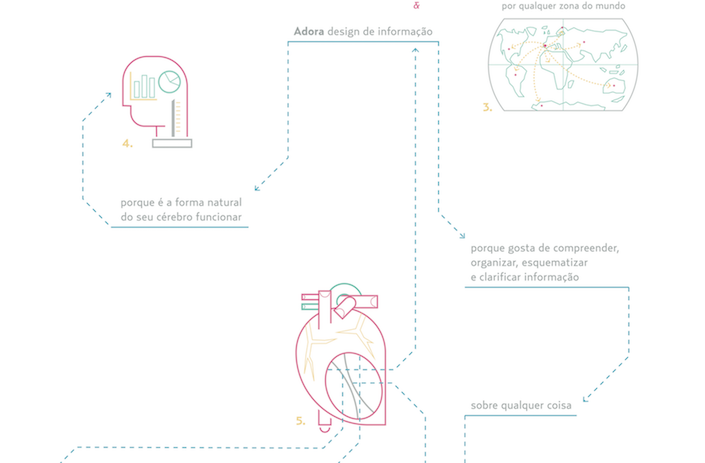 &
por qualquer zona do mundo
Adora design de informação
3.
4.
porque é a forma natural
do seu cérebro funcionar
porque gosta de compreender,
organizar, esquematizar
e clarificar informação
5.
sobre qualquer coisa